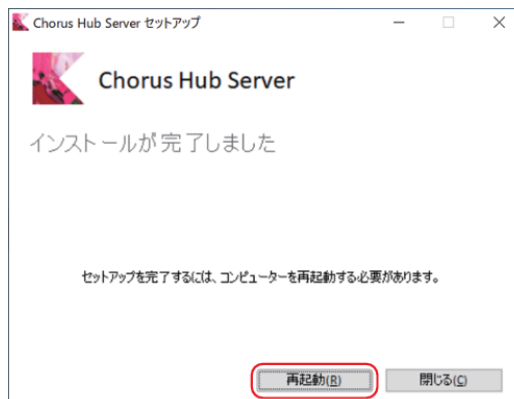 Chorus Hub Server セットアップ
Chorus Hub Server
インストールが完了しました
セットアップを完了するには、コンピューターを再起動する必要があります。
再起動(R)
閉じる(C)